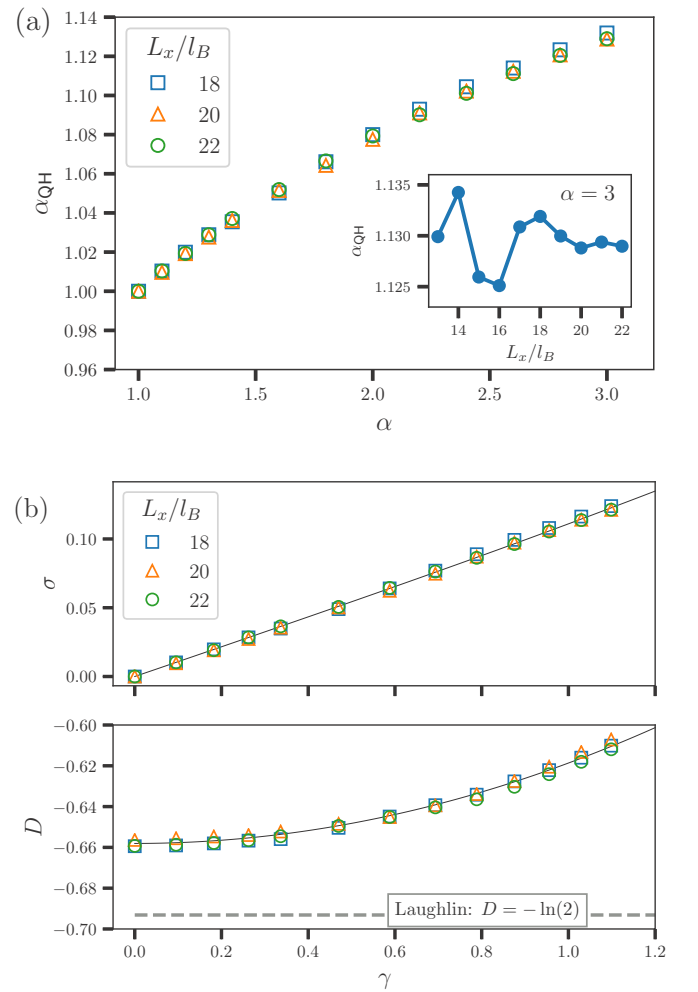 (a)
1.14
1.12
1.10
1.08
1.06
1.04
1.02
1.00
0.98
0.96
α_QH
L_x/l_B
18
20
22
α = 3
1.135
1.130
1.125
α_QH
14 16 18 20 22
L_x/l_B
1.0 1.5 2.0 2.5 3.0
α
(b)
L_x/l_B
18
20
22
0.10
0.05
0.00
σ
−0.60
−0.62
−0.64
−0.66
−0.68
−0.70
D
Laughlin: D = − ln(2)
0.0 0.2 0.4 0.6 0.8 1.0 1.2
γ